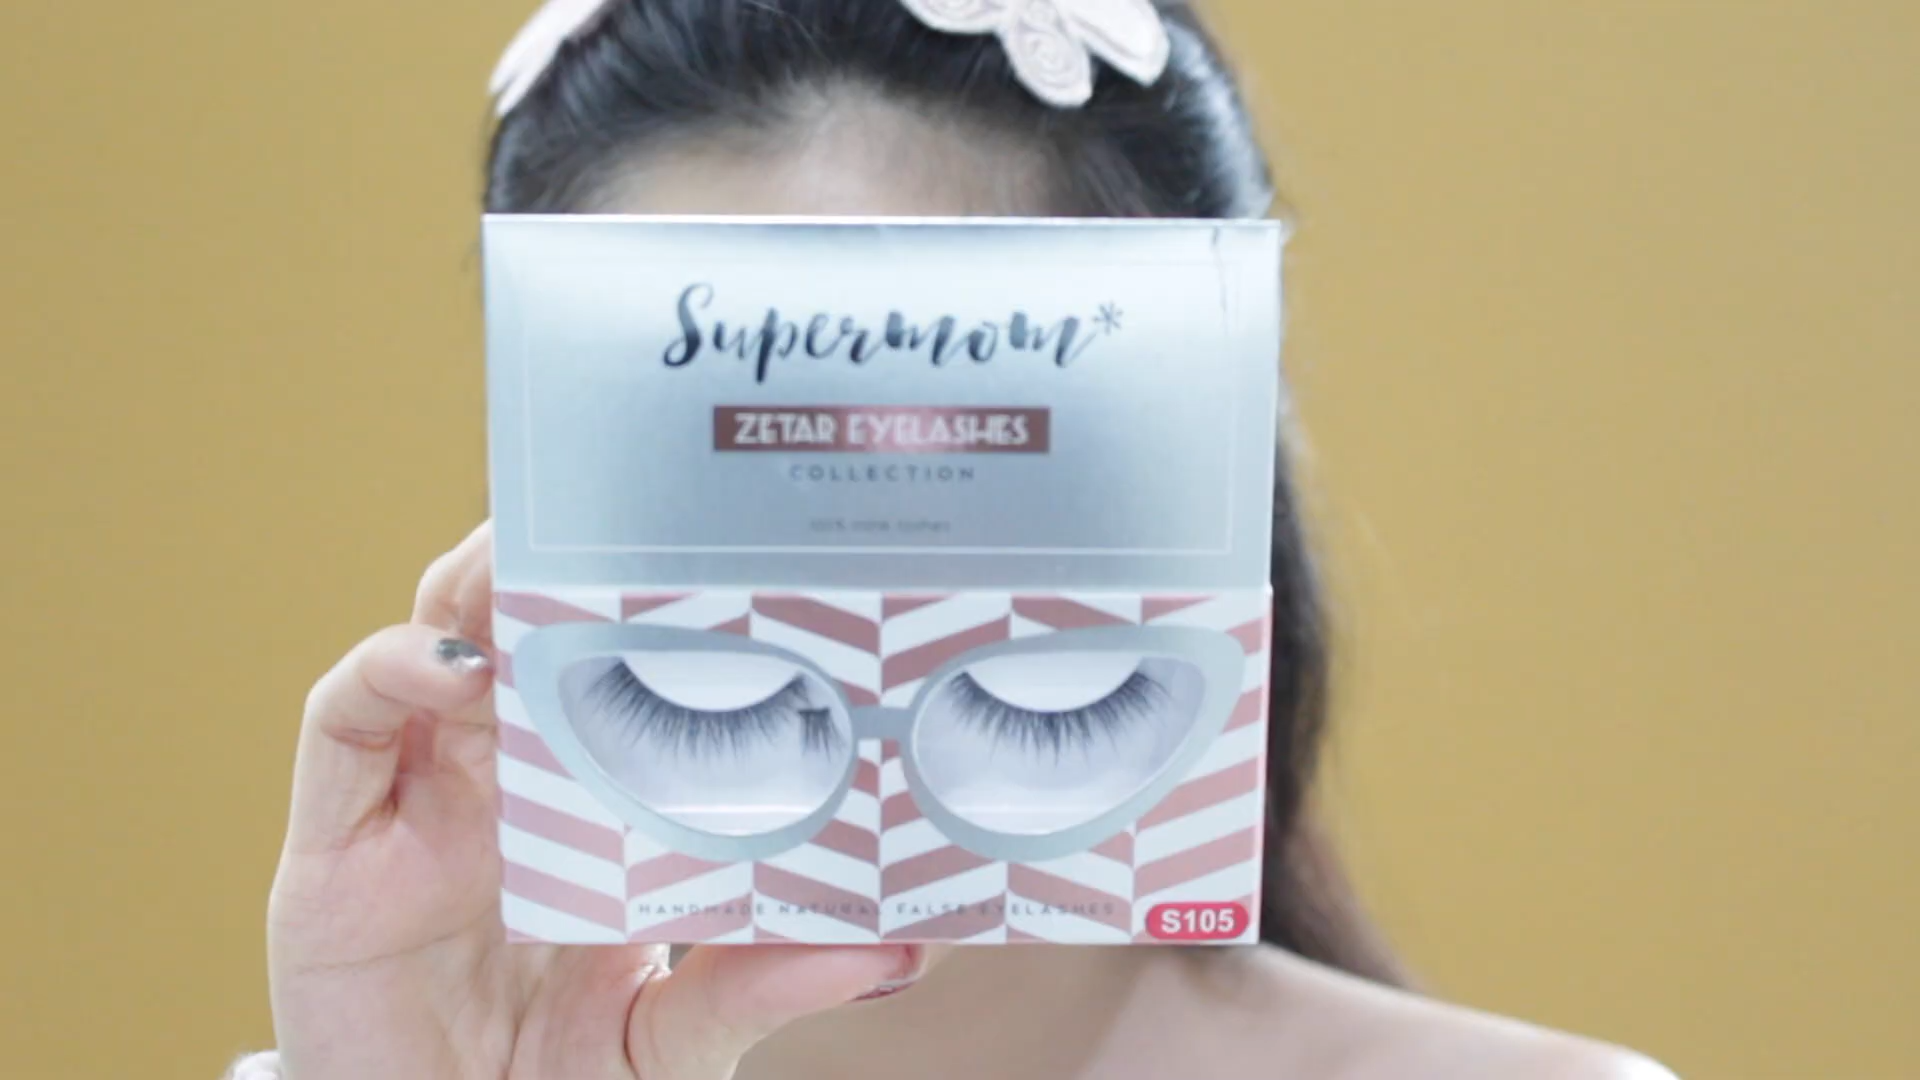 Supermom*
ZETAR EYELASHES
COLLECTION
HANDMADE NATURAL FALSE EYELASHES
S105